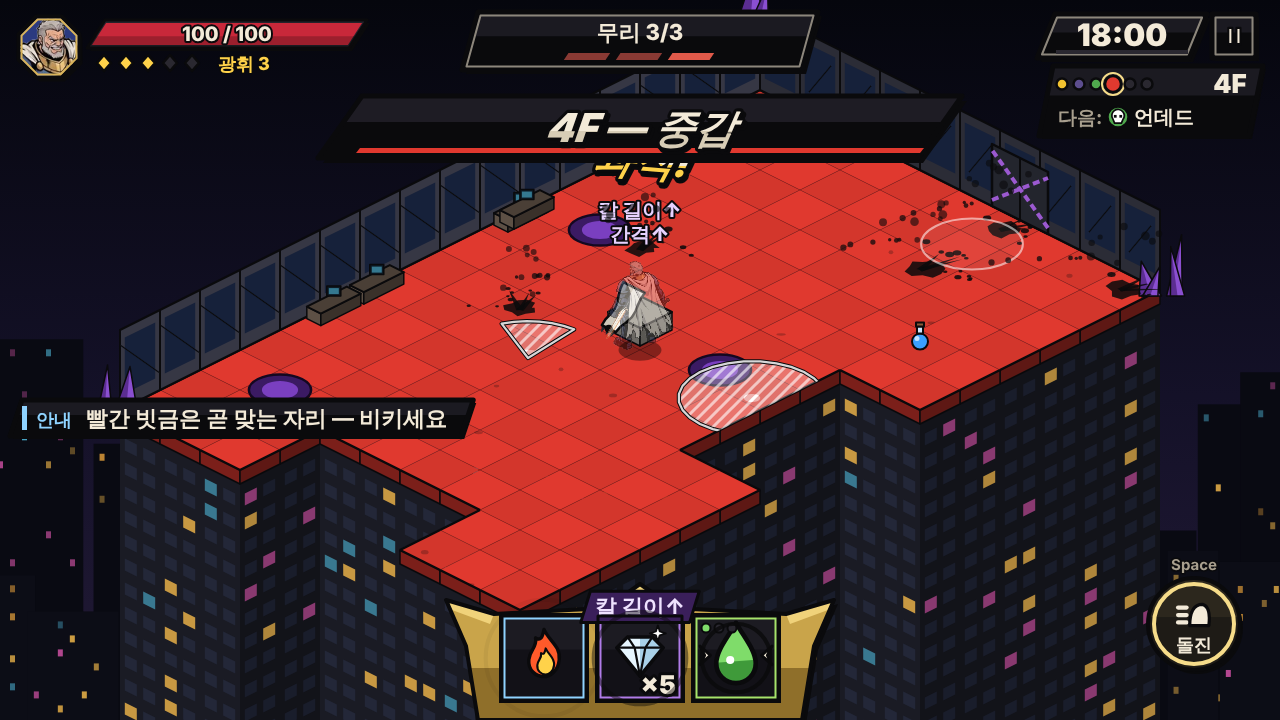 100 / 100
광휘 3
무리 3/3
18:00
4F
다음: 언데드
4F — 중갑
칼 길이↑
간격↑
안내 빨간 빗금은 곧 맞는 자리 — 비키세요
Space
돌진
칼 길이↑
×5